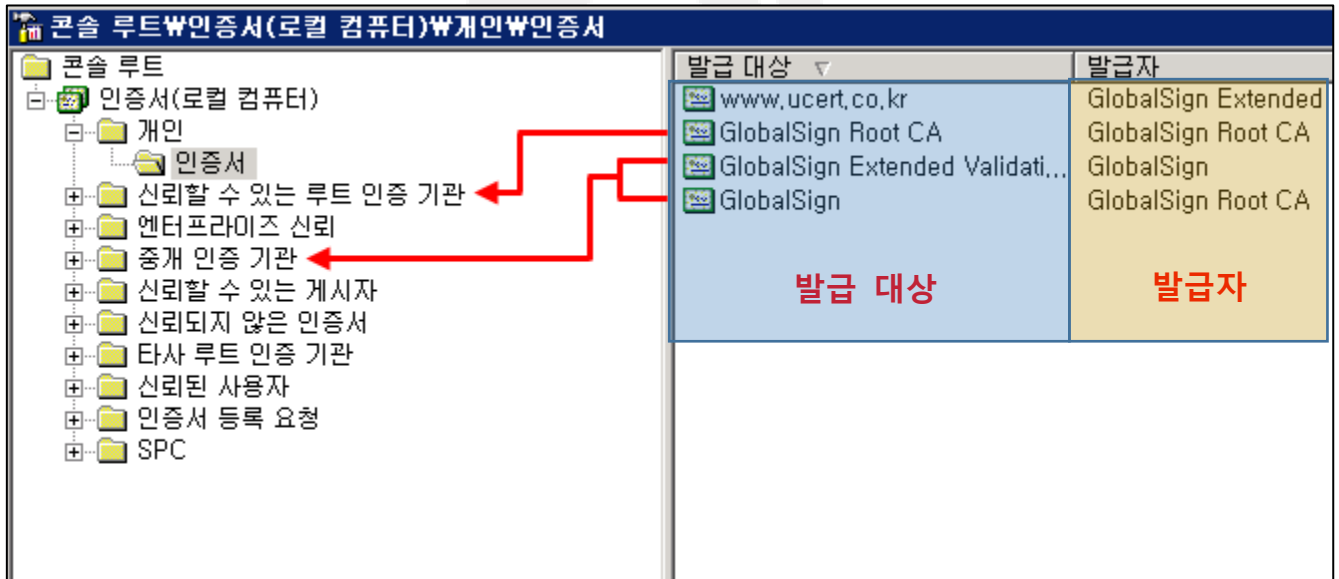 콘솔 루트₩인증서(로컬 컴퓨터)₩개인₩인증서
콘솔 루트
인증서(로컬 컴퓨터)
개인
인증서
신뢰할 수 있는 루트 인증 기관
엔터프라이즈 신뢰
중개 인증 기관
신뢰할 수 있는 게시자
신뢰되지 않은 인증서
타사 루트 인증 기관
신뢰된 사용자
인증서 등록 요청
SPC
발급 대상 발급자
www.ucert.co.kr GlobalSign Extended
GlobalSign Root CA GlobalSign Root CA
GlobalSign Extended Validati... GlobalSign
GlobalSign GlobalSign Root CA
발급 대상 발급자